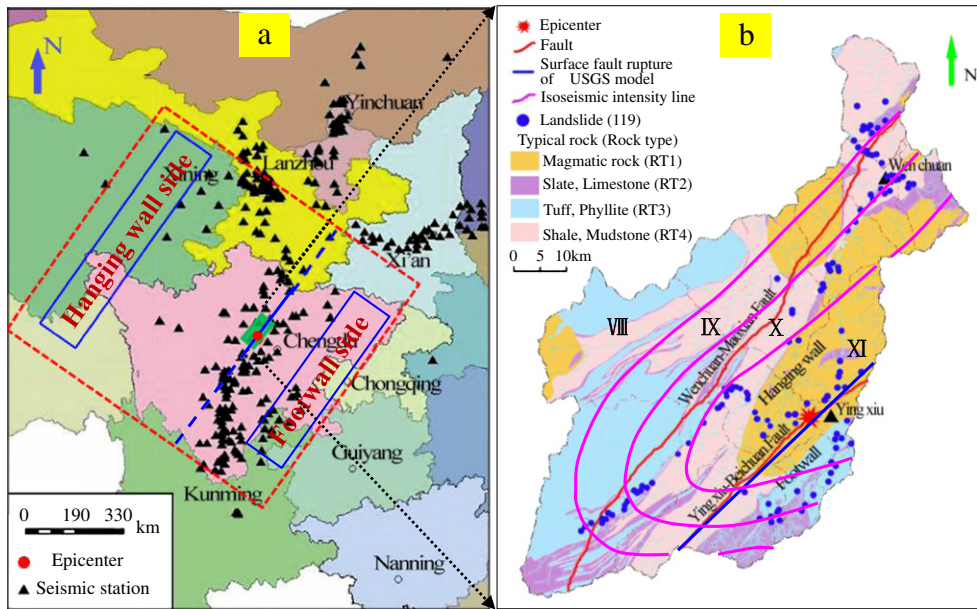 a
N
Yinchuan
Lanzhou
Xining
Xi'an
Hanging wall side
Chengdu
Footwall side
Chongqing
Guiyang
Kunming
Nanning
0 190 330
km
Epicenter
Seismic station
b
N
Epicenter
Fault
Surface fault rupture
of USGS model
Isoseismic intensity line
Landslide (119)
Typical rock (Rock type)
Magmatic rock (RT1)
Slate, Limestone (RT2)
Tuff, Phyllite (RT3)
Shale, Mudstone (RT4)
0 5 10km
Wenchuan
Wenchuan-Maoxian Fault
VIII
IX
X
XI
Hanging wall
Ying xiu
Ying xiu-Beichuan Fault
Footwall